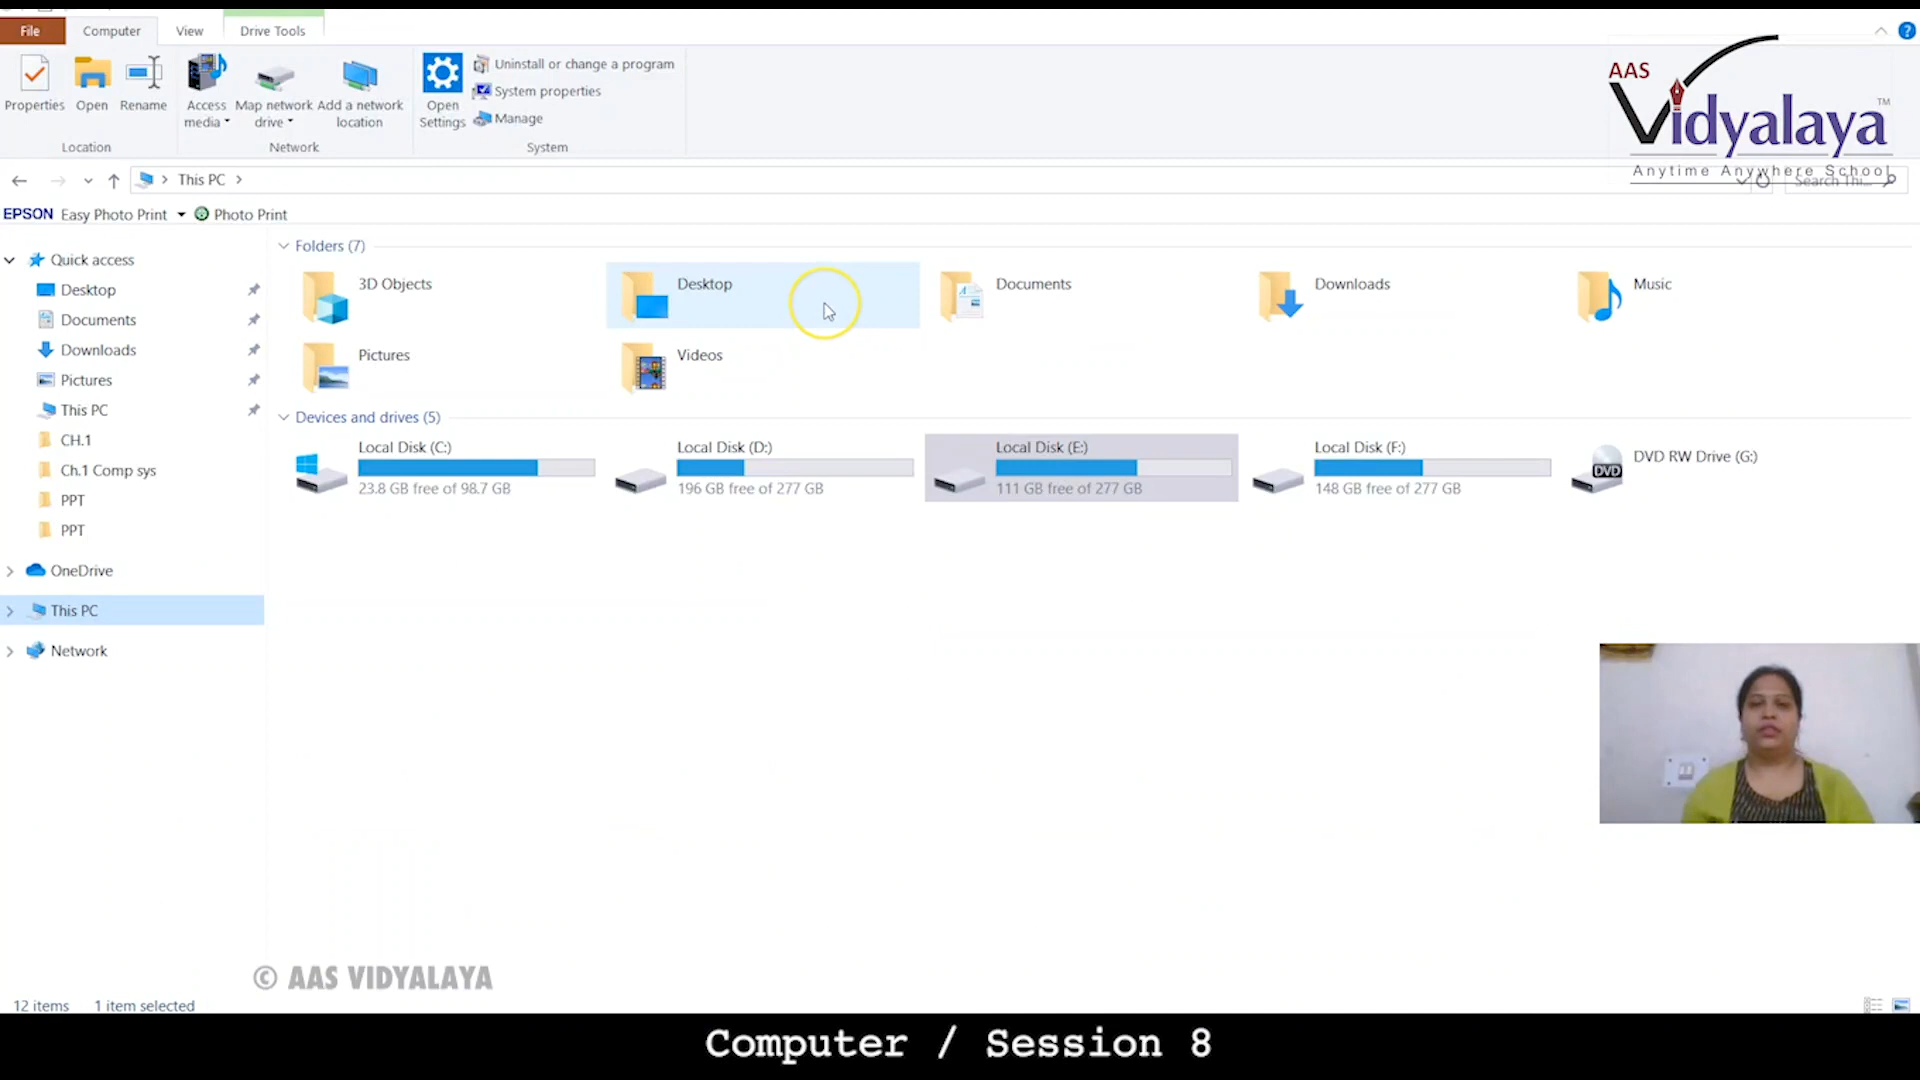 File Computer View Drive Tools
Properties Open Rename Access media Map network drive Add a network location Open Settings Uninstall or change a program
System properties
Manage
Location Network System
AAS
Vidyalaya™
Anytime Anywhere School
This PC
Search Thi...
EPSON Easy Photo Print Photo Print
Quick access
Desktop
Documents
Downloads
Pictures
This PC
CH.1
Ch.1 Comp sys
PPT
PPT
OneDrive
This PC
Network
Folders (7)
3D Objects Desktop Documents Downloads Music
Pictures Videos
Devices and drives (5)
Local Disk (C:) Local Disk (D:) Local Disk (E:) Local Disk (F:) DVD RW Drive (G:)
23.8 GB free of 98.7 GB 196 GB free of 277 GB 111 GB free of 277 GB 148 GB free of 277 GB
DVD
© AAS VIDYALAYA
12 items 1 item selected
Computer / Session 8